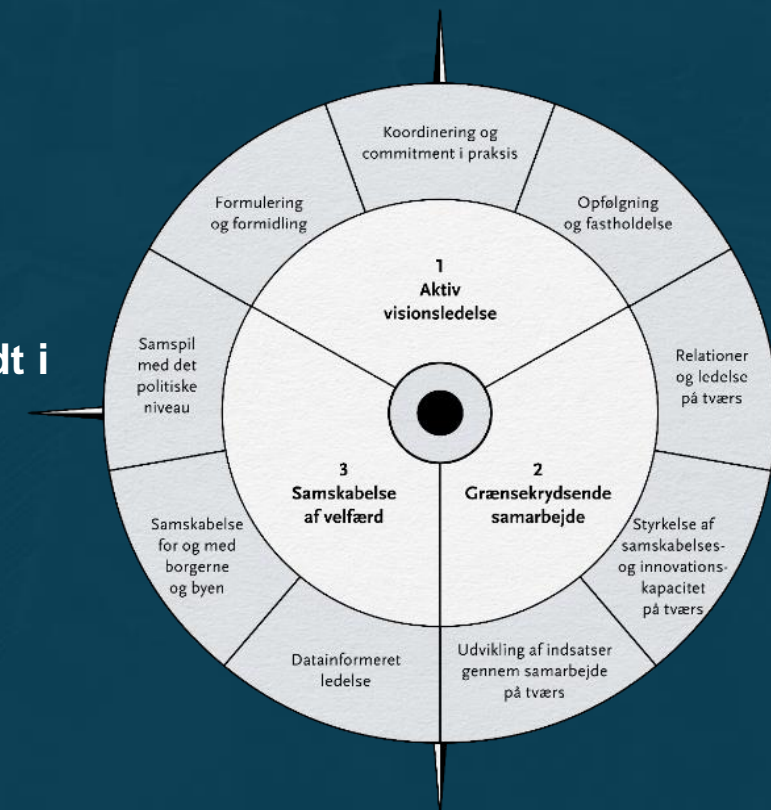 dt i
Koordinering og
commitment i praksis
Opfølgning
og fastholdelse
Relationer
og ledelse
på tværs
Styrkelse af
samskabelses-
og innovations-
kapacitet
på tværs
Udvikling af indsatser
gennem samarbejde
på tværs
Datainformeret
ledelse
Samskabelse
for og med
borgerne
og byen
Samspil
med det
politiske
niveau
Formulering
og formidling
1
Aktiv
visionsledelse
2
Grænsekrydsende
samarbejde
3
Samskabelse
af velfærd